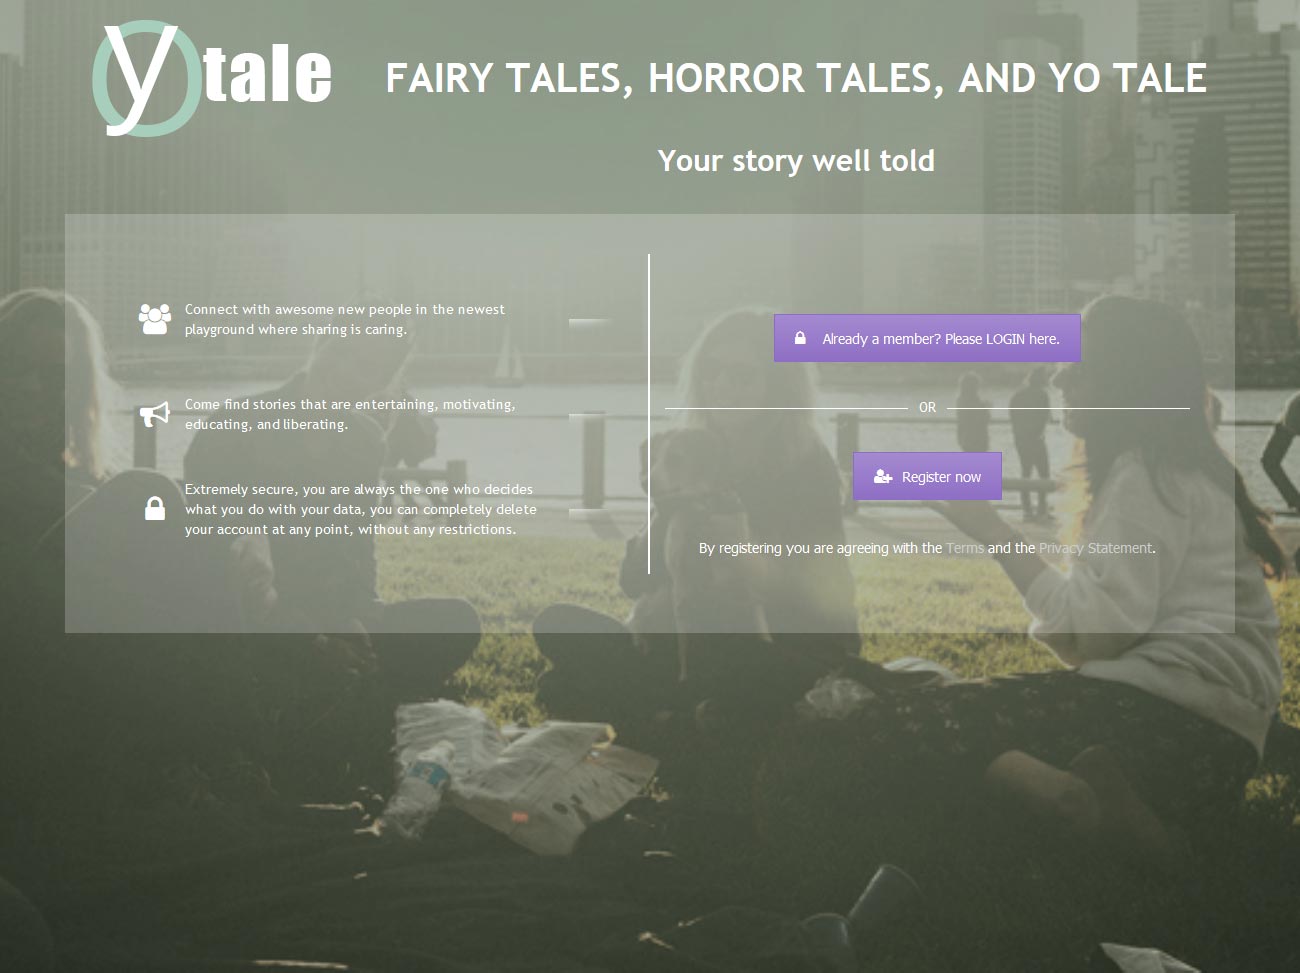 yOtale
FAIRY TALES, HORROR TALES, AND YO TALE
Your story well told
Connect with awesome new people in the newest
playground where sharing is caring.
Come find stories that are entertaining, motivating,
educating, and liberating.
Extremely secure, you are always the one who decides
what you do with your data, you can completely delete
your account at any point, without any restrictions.
Already a member? Please LOGIN here.
OR
Register now
By registering you are agreeing with the Terms and the Privacy Statement.